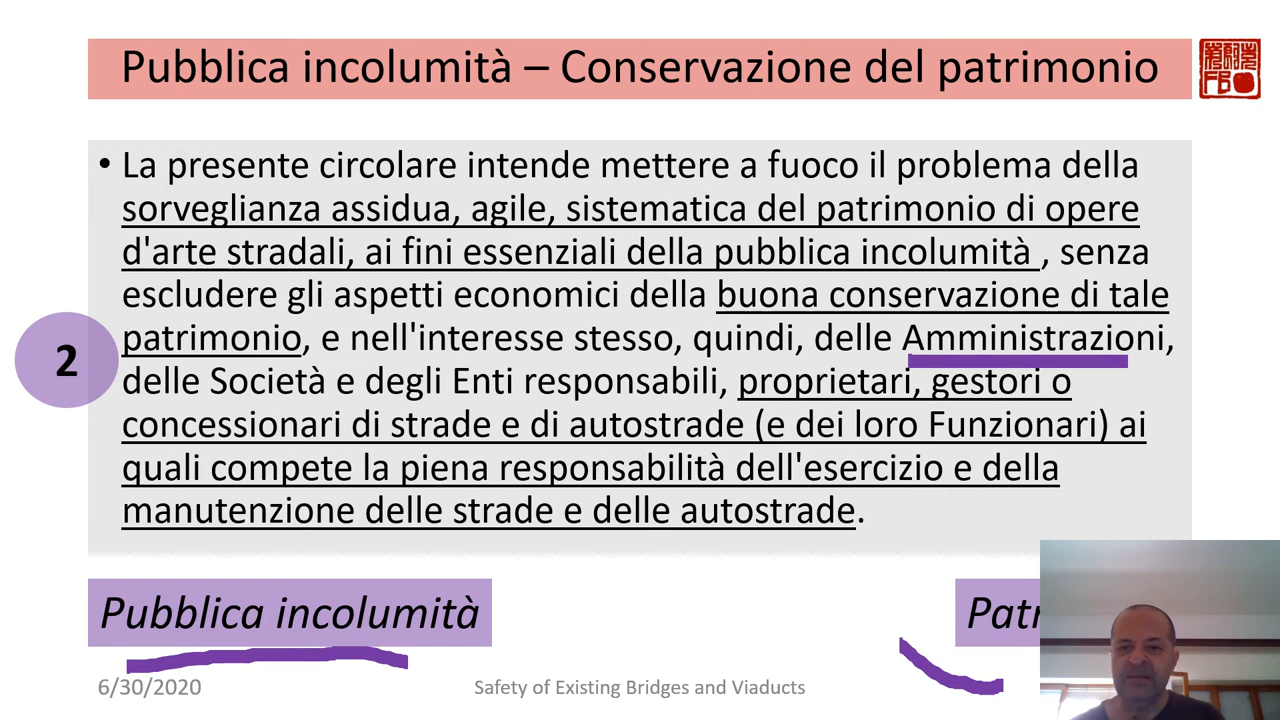 Pubblica incolumità – Conservazione del patrimonio
• La presente circolare intende mettere a fuoco il problema della
sorveglianza assidua, agile, sistematica del patrimonio di opere
d'arte stradali, ai fini essenziali della pubblica incolumità , senza
escludere gli aspetti economici della buona conservazione di tale
patrimonio, e nell'interesse stesso, quindi, delle Amministrazioni,
delle Società e degli Enti responsabili, proprietari, gestori o
concessionari di strade e di autostrade (e dei loro Funzionari) ai
quali compete la piena responsabilità dell'esercizio e della
manutenzione delle strade e delle autostrade.
2
Pubblica incolumità
6/30/2020
Safety of Existing Bridges and Viaducts